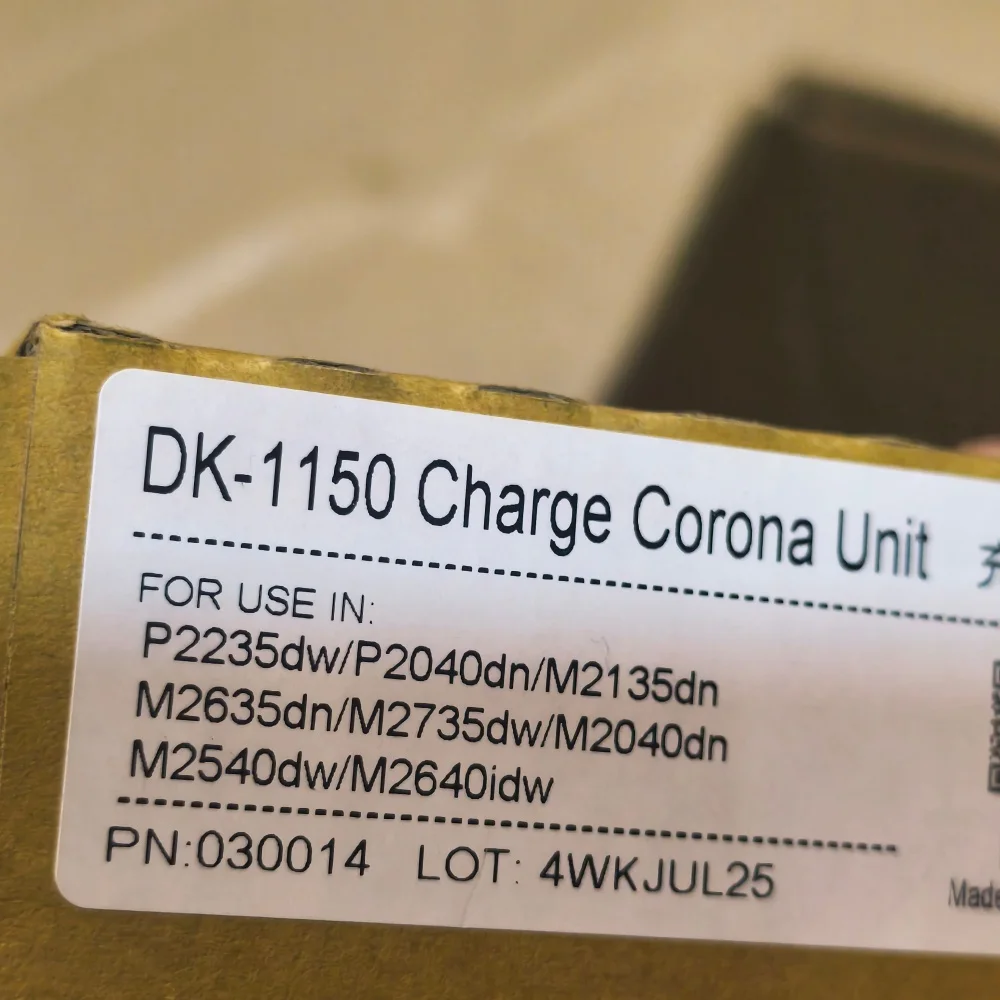 DK-1150 Charge Corona Unit
FOR USE IN:
P2235dw/P2040dn/M2135dn
M2635dn/M2735dw/M2040dn
M2540dw/M2640idw
PN:030014 LOT: 4WKJUL25
Made